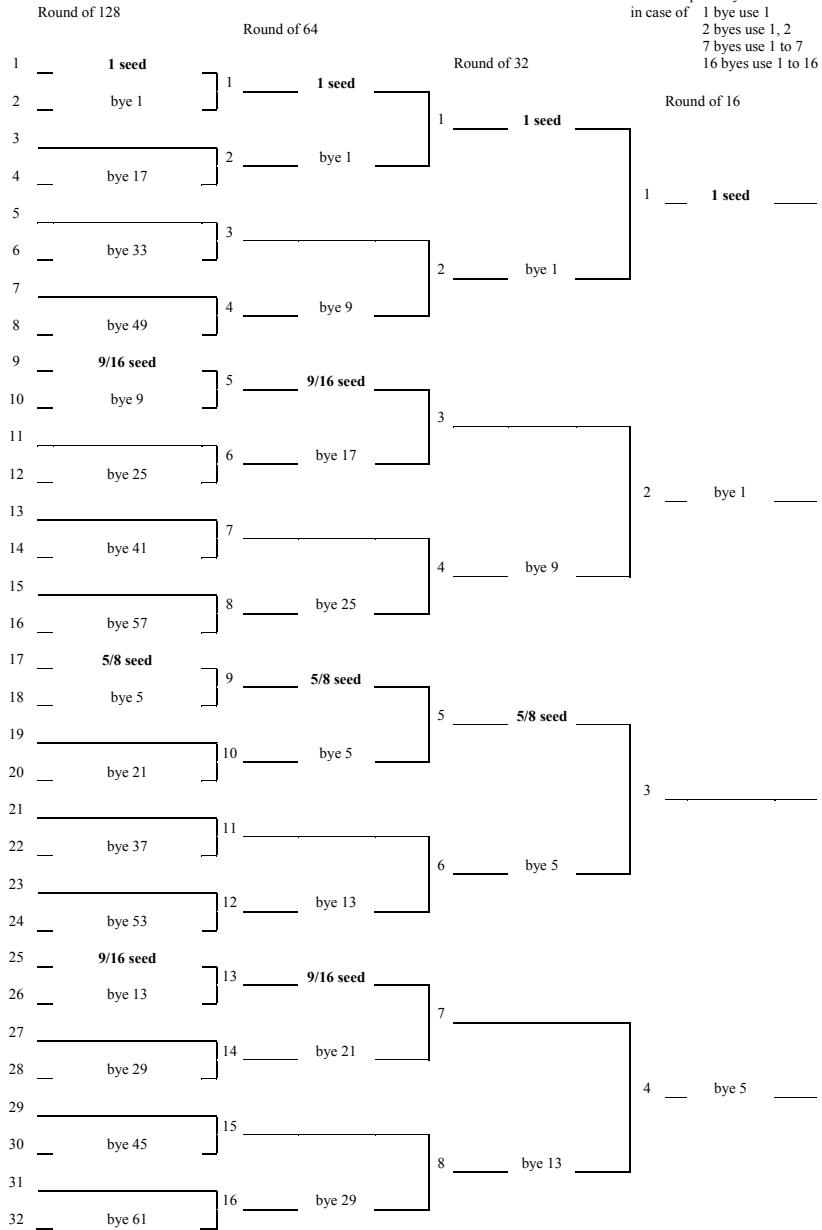 Round of 128
1 1 seed
2 bye 1
3
4 bye 17
5
6 bye 33
7
8 bye 49
9 9/16 seed
10 bye 9
11
12 bye 25
13
14 bye 41
15
16 bye 57
17 5/8 seed
18 bye 5
19
20 bye 21
21
22 bye 37
23
24 bye 53
25 9/16 seed
26 bye 13
27
28 bye 29
29
30 bye 45
31
32 bye 61
Round of 64
1 1 seed
2 bye 1
3
4 bye 9
5 9/16 seed
6 bye 17
7
8 bye 25
9 5/8 seed
10 bye 5
11
12 bye 13
13 9/16 seed
14 bye 21
15
16 bye 29
Round of 32
1 1 seed
2 bye 1
3
4 bye 9
5 5/8 seed
6 bye 5
7
8 bye 13
in case of 1 bye use 1
2 byes use 1, 2
7 byes use 1 to 7
16 byes use 1 to 16
Round of 16
1 1 seed
2 bye 1
3
4 bye 5